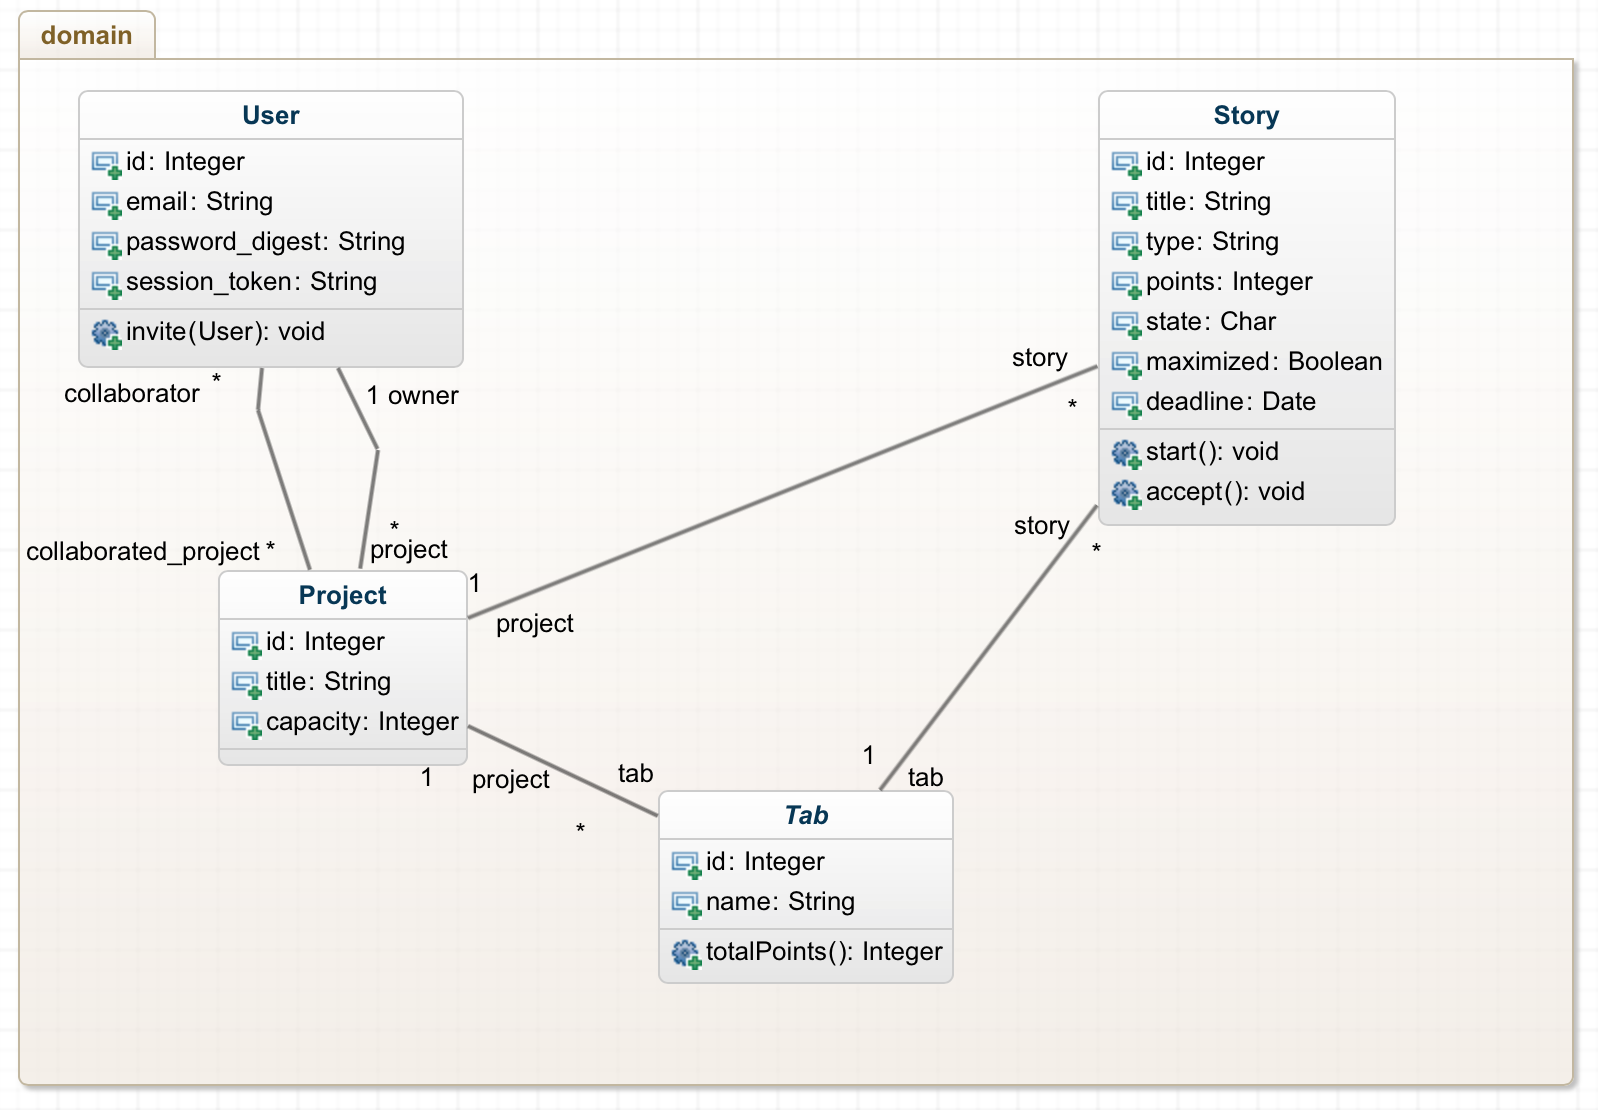 domain
User
id: Integer
email: String
password_digest: String
session_token: String
invite(User): void
Story
id: Integer
title: String
type: String
points: Integer
state: Char
maximized: Boolean
deadline: Date
start(): void
accept(): void
collaborator *
1 owner
story
*
collaborated_project *
*
project
story
*
1
project
Project
id: Integer
title: String
capacity: Integer
1
project
tab
*
1
tab
Tab
id: Integer
name: String
totalPoints(): Integer